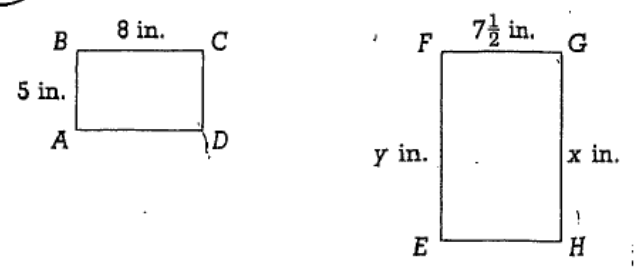 B 8 in. C
5 in.
A D
F 7½ in. G
y in. x in.
E H